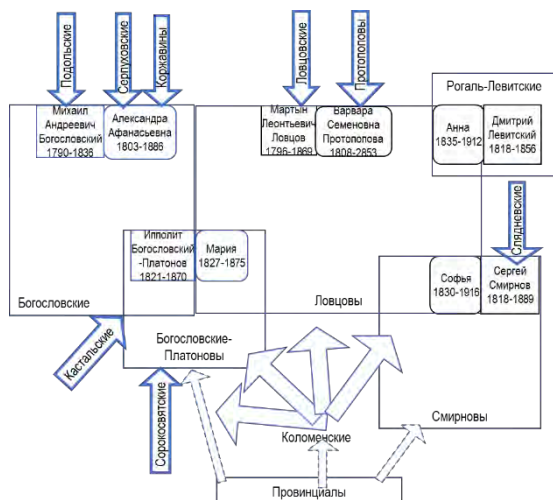 Подольские
Серпуховские
Коржавины
Ловцовские
Протопоповы
Рогаль-Левитские
Михаил
Андреевич
Богословский
1790-1836
Александра
Афанасьевна
1803-1886
Мартын
Леонтьевич
Ловцов
1796-1869
Варвара
Семеновна
Протопопова
1808-2853
Анна
1835-1912
Дмитрий
Левитский
1818-1856
Слядневские
Ипполит
Богословский
-Платонов
1821-1870
Мария
1827-1875
Софья
1830-1916
Сергей
Смирнов
1818-1889
Богословские
Ловцовы
Кастальские
Богословские-
Платоновы
Сорокосвятские
Смирновы
Коломенские
Провинциалы